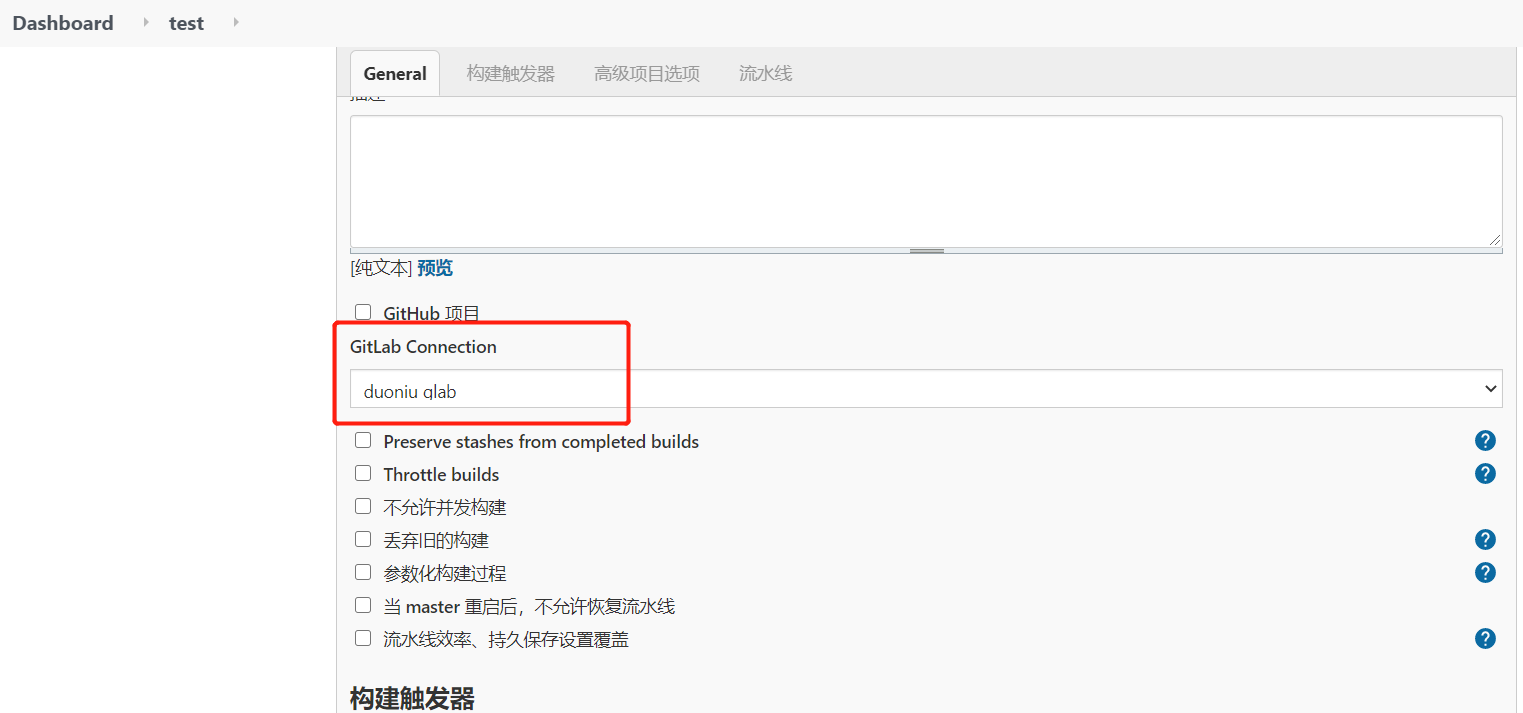 Dashboard test
General 构建触发器 高级项目选项 流水线
描述
[纯文本] 预览
GitHub 项目
GitLab Connection
duoniu glab
Preserve stashes from completed builds
Throttle builds
不允许并发构建
丢弃旧的构建
参数化构建过程
当 master 重启后，不允许恢复流水线
流水线效率、持久保存设置覆盖
构建触发器